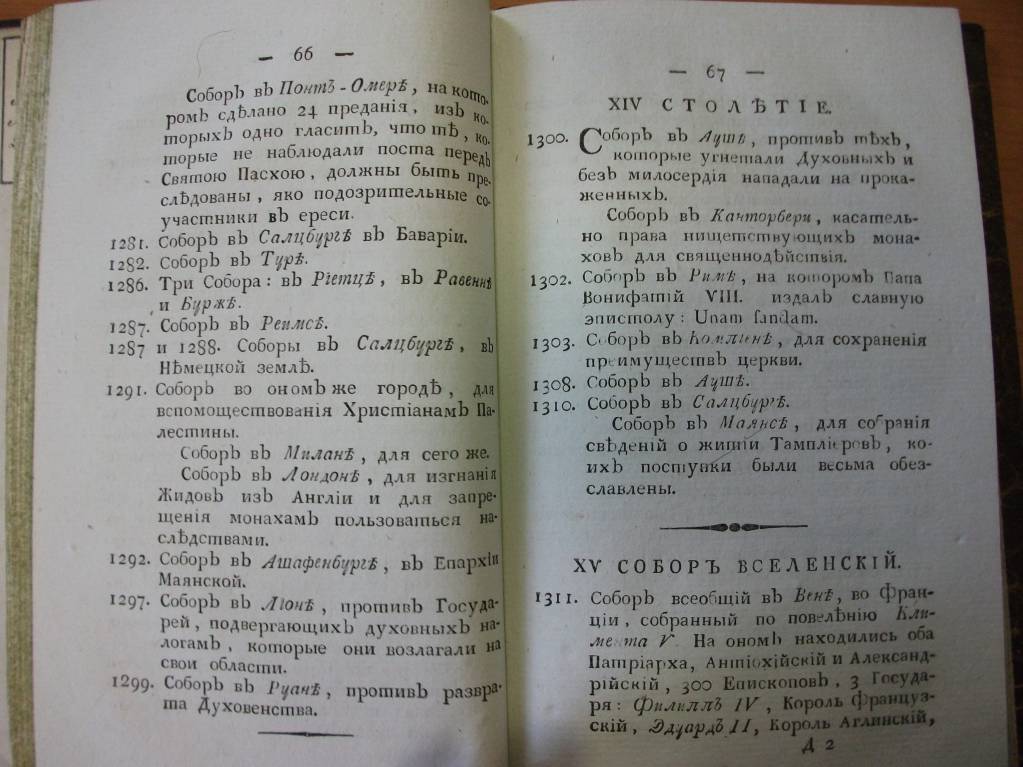 — 66 —
Соборъ въ Понтъ-Омерѣ, на кото-
ромъ сдѣлано 24 преданія, изъ ко-
торыхъ одно гласитъ, что тѣ, ко-
торые не наблюдали поста передъ
Святою Пасхою, должны быть пре-
слѣдованы, яко подозрительные со-
участники въ ереси.
1281. Соборъ въ Салцбургѣ въ Баваріи.
1282. Соборъ въ Турѣ.
1286. Три Собора: въ Ріетцѣ, въ Равеннѣ
и Буржѣ.
1287. Соборъ въ Реимсѣ.
1287 и 1288. Соборы въ Салцбургѣ, въ
Нѣмецкой землѣ.
1291. Соборъ во ономъ же городѣ, для
вспомоществованія Христіанамъ Па-
лестины.
Соборъ въ Миланѣ, для сего же.
Соборъ въ Лондонѣ, для изгнанія
Жидовъ изъ Англіи и для запре-
щенія монахамъ пользоваться на-
слѣдствами.
1292. Соборъ въ Ашафенбургѣ, въ Епархіи
Маянской.
1297. Соборъ въ Ліонѣ, противъ Госуда-
рей, подвергающихъ духовныхъ на-
логамъ, которые они возлагали на
свои области.
1299. Соборъ въ Руанѣ, противъ развра-
та Духовенства.
— 67 —
XIV СТОЛѢТІЕ.
1300. Соборъ въ Аушѣ, противъ тѣхъ,
которые угнетали Духовныхъ и
безъ милосердія нападали на прока-
женныхъ.
Соборъ въ Канторбери, касатель-
но права нищетствующихъ мона-
ховъ для священнодѣйствія.
1302. Соборъ въ Римѣ, на которомъ Папа
Вонифатій VIII. издалъ славную
эпистолу: Unam sandam.
1303. Соборъ въ Компинѣ, для сохраненія
преимуществъ церкви.
1308. Соборъ въ Аушѣ.
1310. Соборъ въ Салцбургѣ.
Соборъ въ Маянсѣ, для собранія
свѣденій о житіи Тамплієровъ, ко-
ихъ поступки были весьма обез-
славлены.
XV СОБОРЪ ВСЕЛЕНСКІЙ.
1311. Соборъ всеобщій въ Венѣ, во Фран-
ціи, собранный по повелѣнію Кли-
мента V. На ономъ находились оба
Патріарха, Антіохійскій и Александ-
рійскій, 300 Епископовъ, 3 Госуда-
ря: Филиппъ IV, Король Француз-
скій, Эдуардъ II, Король Аглинскій,
Д 2